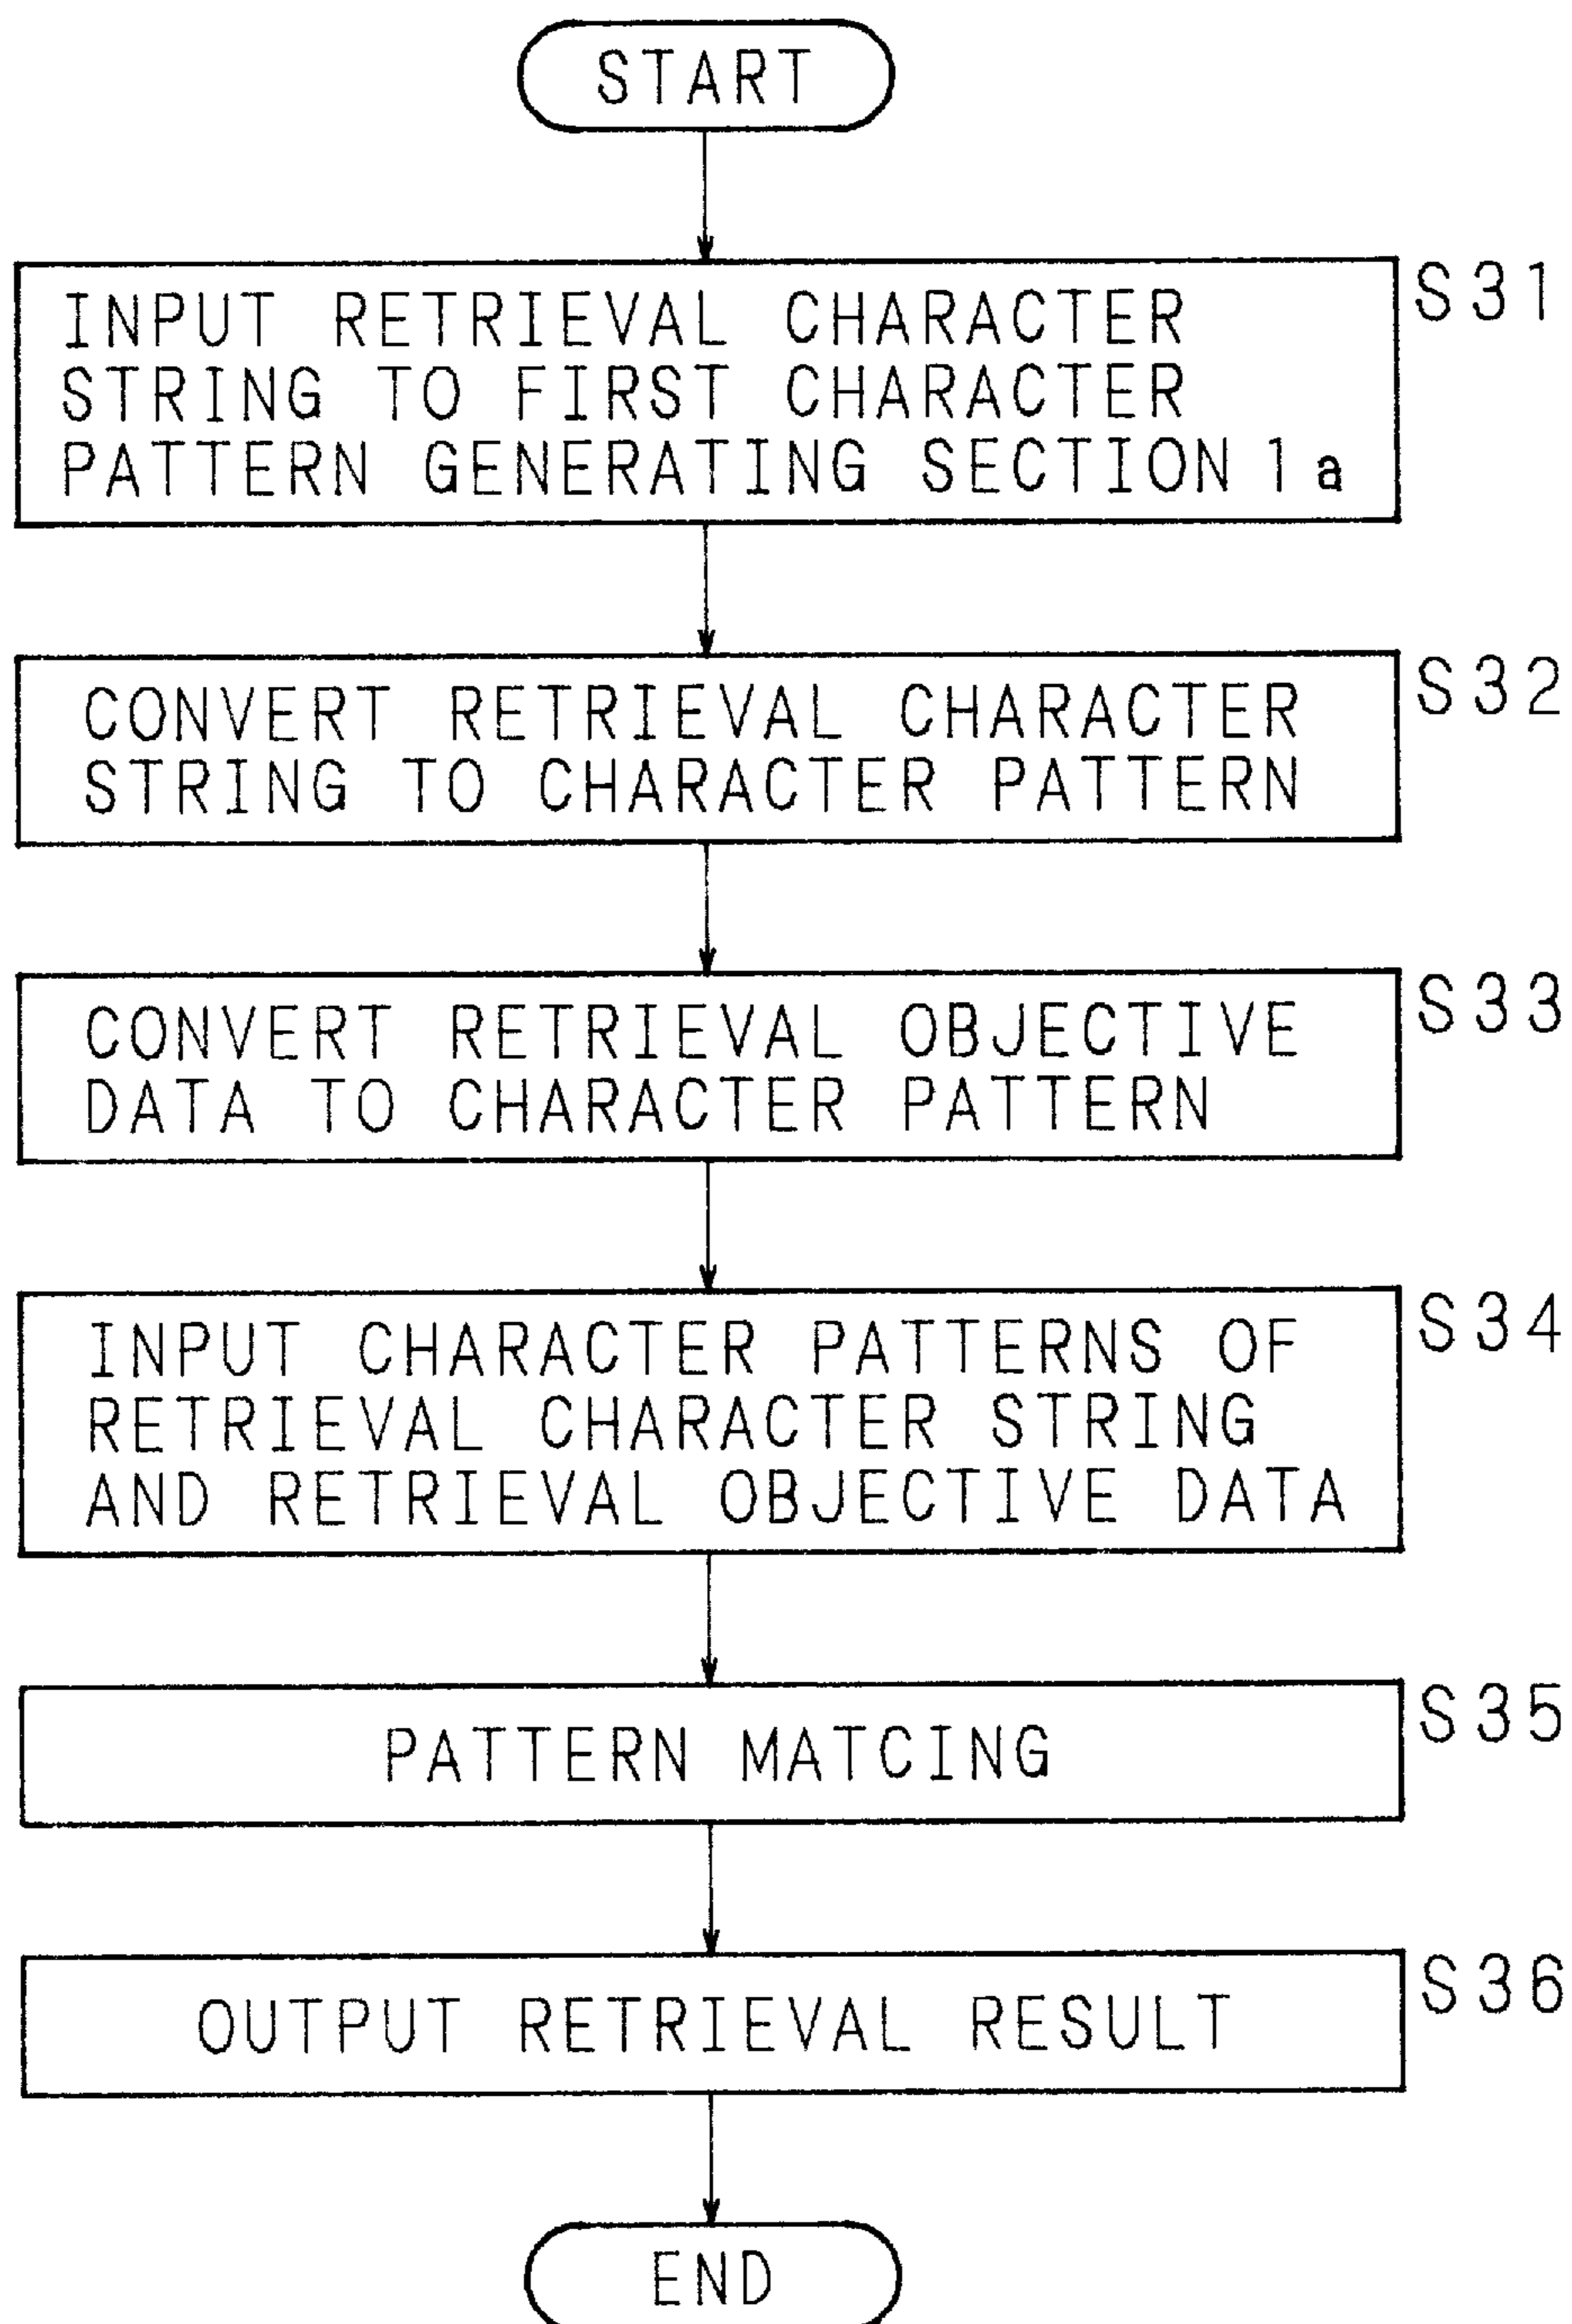 START
INPUT RETRIEVAL CHARACTER
STRING TO FIRST CHARACTER
PATTERN GENERATING SECTION 1a
S31
CONVERT RETRIEVAL CHARACTER
STRING TO CHARACTER PATTERN
S32
CONVERT RETRIEVAL OBJECTIVE
DATA TO CHARACTER PATTERN
S33
INPUT CHARACTER PATTERNS OF
RETRIEVAL CHARACTER STRING
AND RETRIEVAL OBJECTIVE DATA
S34
PATTERN MATCING
S35
OUTPUT RETRIEVAL RESULT
S36
END